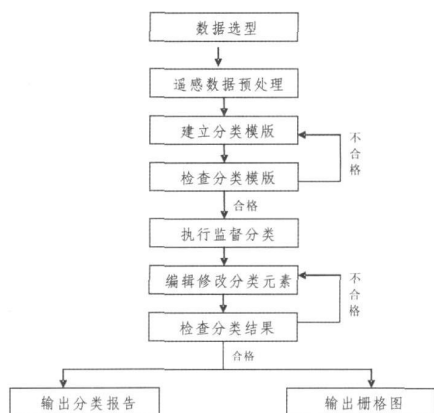 数据选型
遥感数据预处理
建立分类模版
不合格
检查分类模版
合格
执行监督分类
编辑修改分类元素
不合格
检查分类结果
合格
输出分类报告
输出栅格图